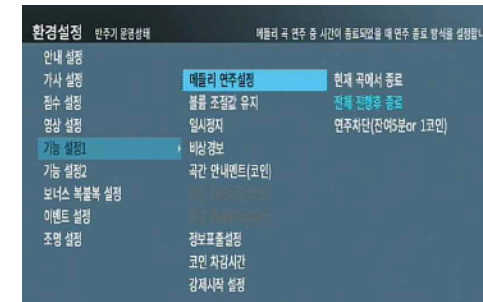 환경설정 반주기 운영상태 메들리 곡 연주 중 시간이 종료되었을 때 연주 종료 방식을 설정합니
안내 설정
가사 설정 메들리 연주설정 현재 곡에서 종료
점수 설정 볼륨 조절값 유지 전체 진행후 종료
영상 설정 일시정지 연주차단(잔여5분or 1코인)
기능 설정1 비상경보
기능 설정2 곡간 안내멘트(코인)
보너스 복불복 설정
이벤트 설정
조명 설정 정보표출설정
코인 차감시간
강제시작 설정